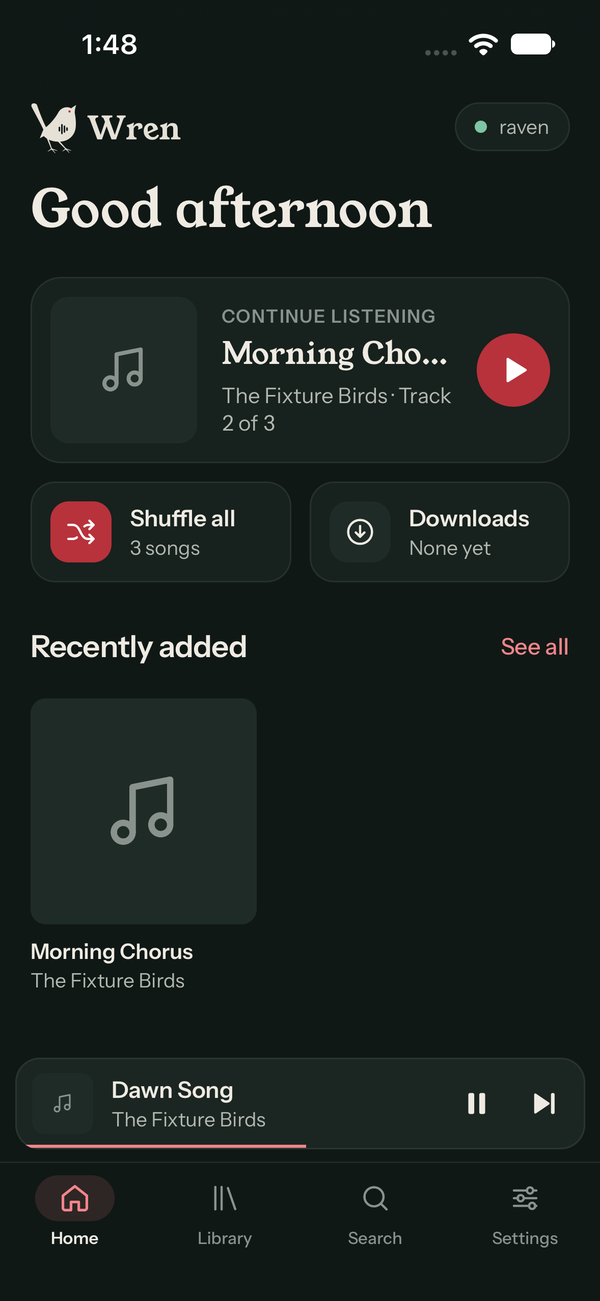 1:48
Wren
raven
Good afternoon
CONTINUE LISTENING
Morning Cho...
The Fixture Birds · Track
2 of 3
Shuffle all
3 songs
Downloads
None yet
Recently added
See all
Morning Chorus
The Fixture Birds
Dawn Song
The Fixture Birds
Home
Library
Search
Settings